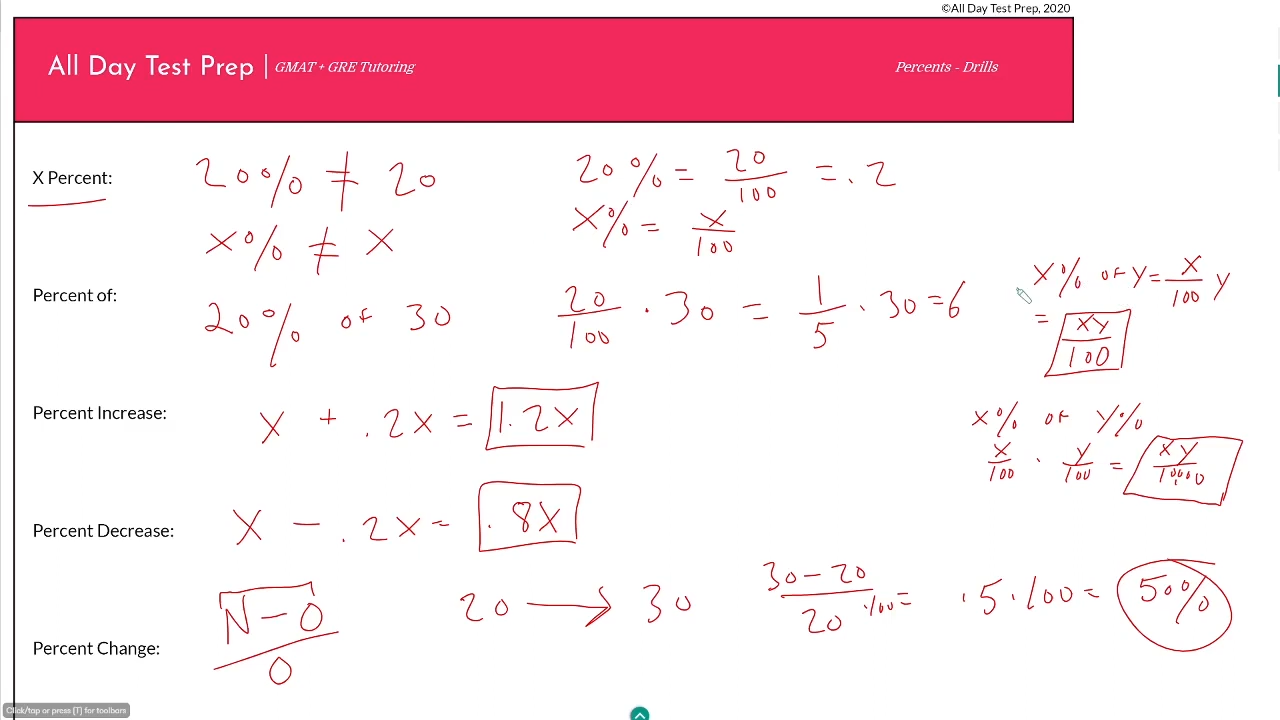 ©All Day Test Prep, 2020
All Day Test Prep | GMAT + GRE Tutoring
Percents - Drills
X Percent:
20% ≠ 20
20% = 20/100 = .2
X% ≠ X
X% = X/100
Percent of:
20% of 30
20/100 · 30 = 1/5 · 30 = 6
X% of Y = X/100 Y
= XY/100
Percent Increase:
X + .2X = 1.2X
X% of Y%
X/100 · Y/100 = XY/10,000
Percent Decrease:
X - .2X = .8X
Percent Change:
N - O/O
20 → 30
30 - 20/20 · 100 = .5 · 100 = 50%
Click/tap or press [T] for toolbars